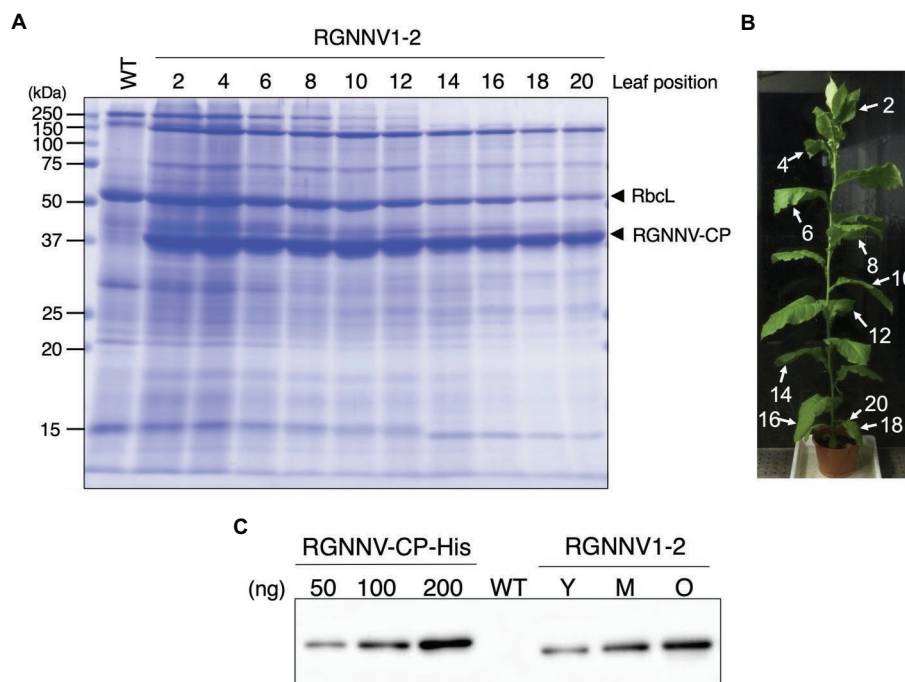 A
RGNNV1-2
WT 2 4 6 8 10 12 14 16 18 20 Leaf position
(kDa)
250
150
100
75
50
37
25
20
15
RbcL
RGNNV-CP
B
2
4
6
8
10
12
14
16
20
18
C
RGNNV-CP-His RGNNV1-2
(ng) 50 100 200 WT Y M O